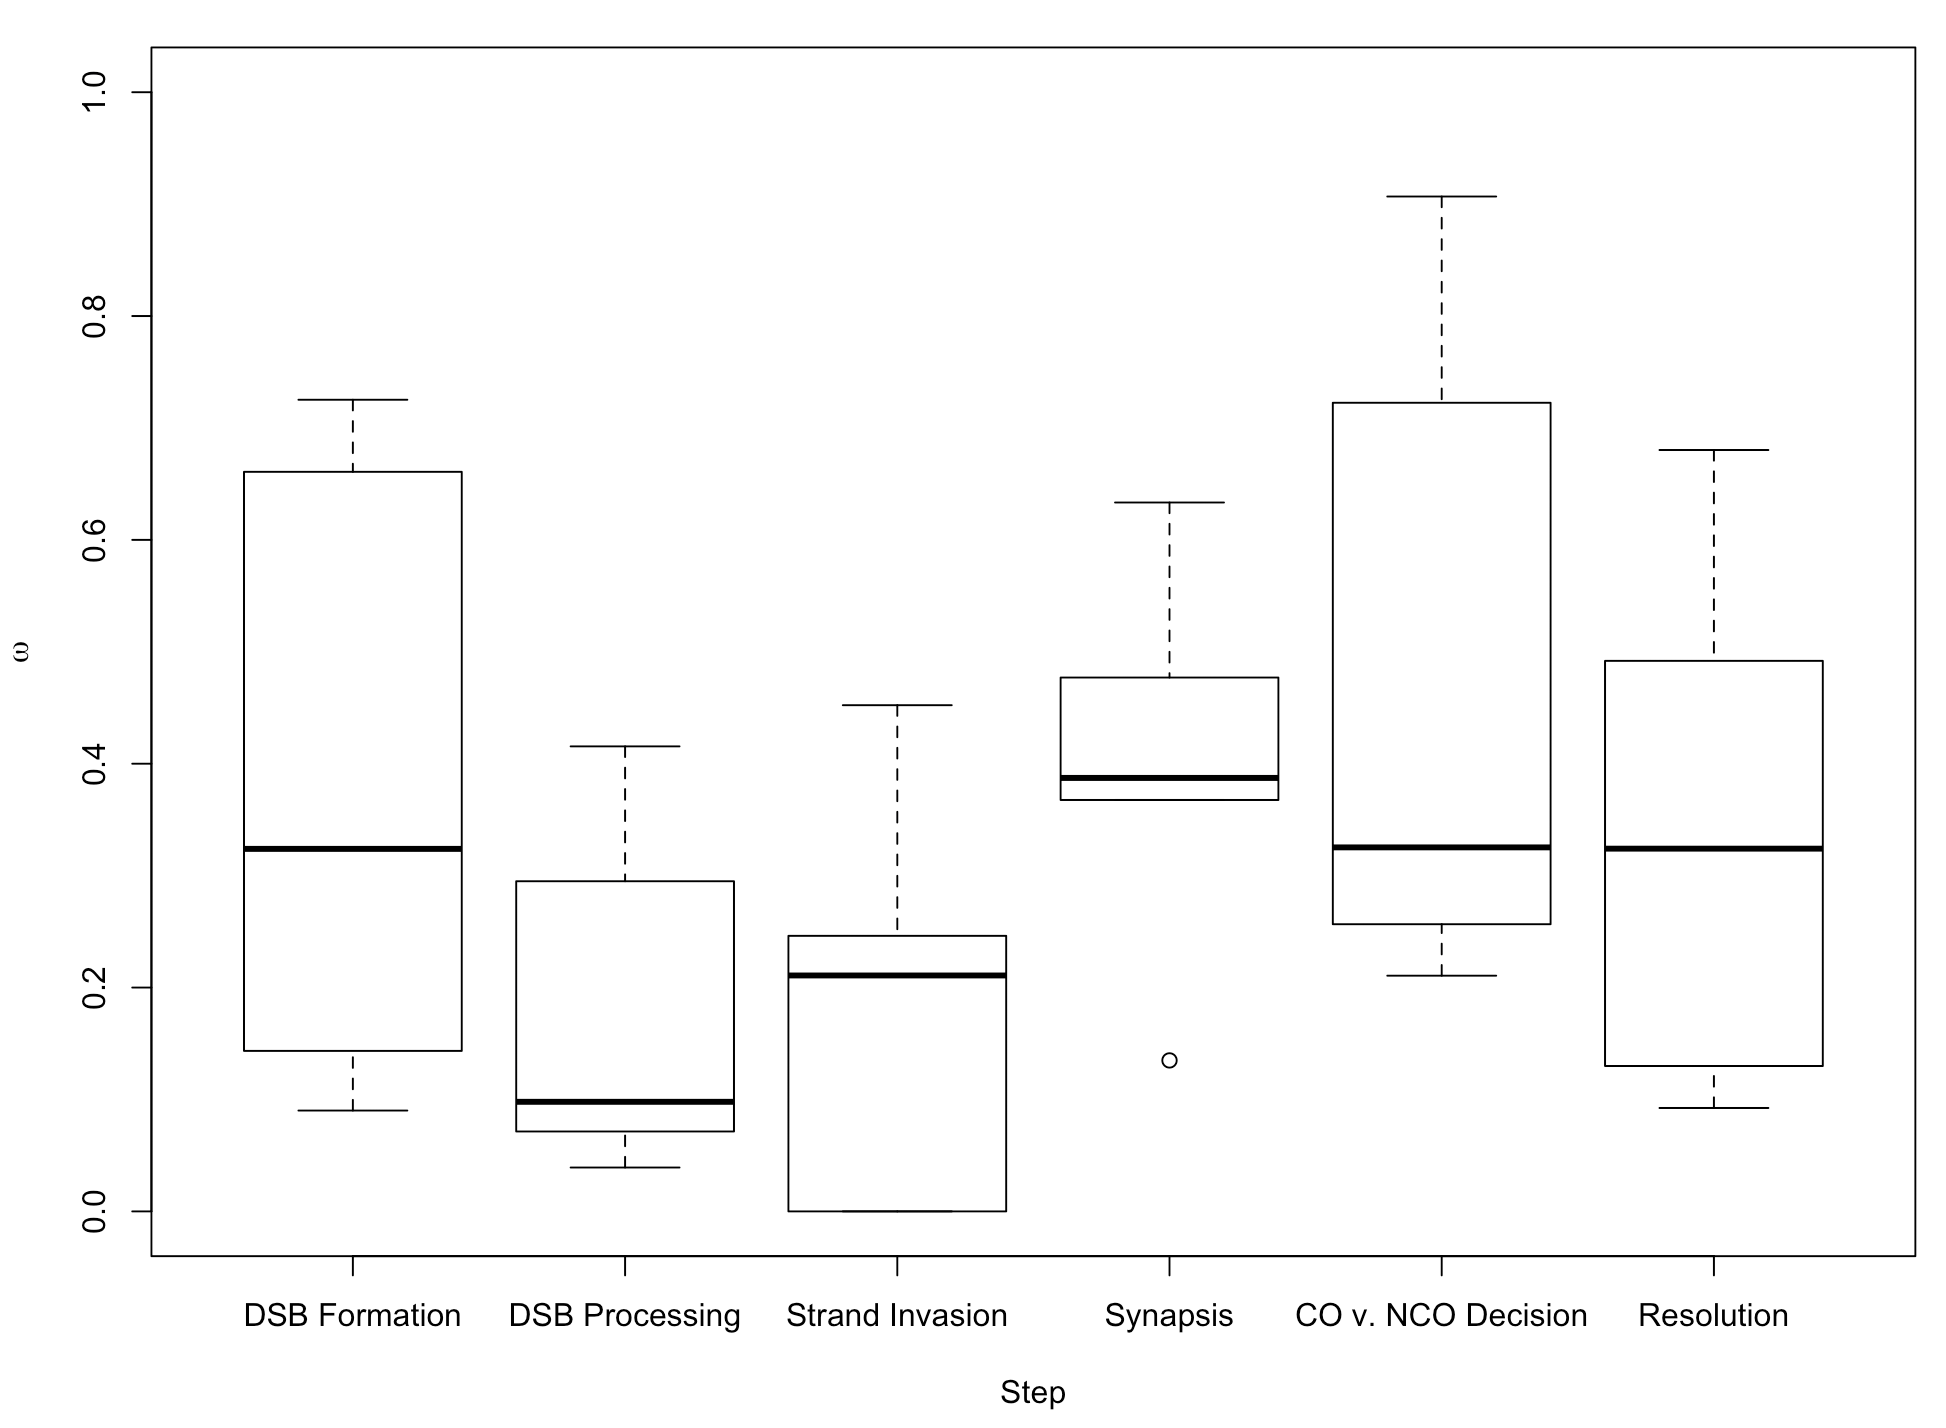 1.0
0.8
0.6
0.4
0.2
0.0
ω
DSB Formation DSB Processing Strand Invasion Synapsis CO v. NCO Decision Resolution
Step